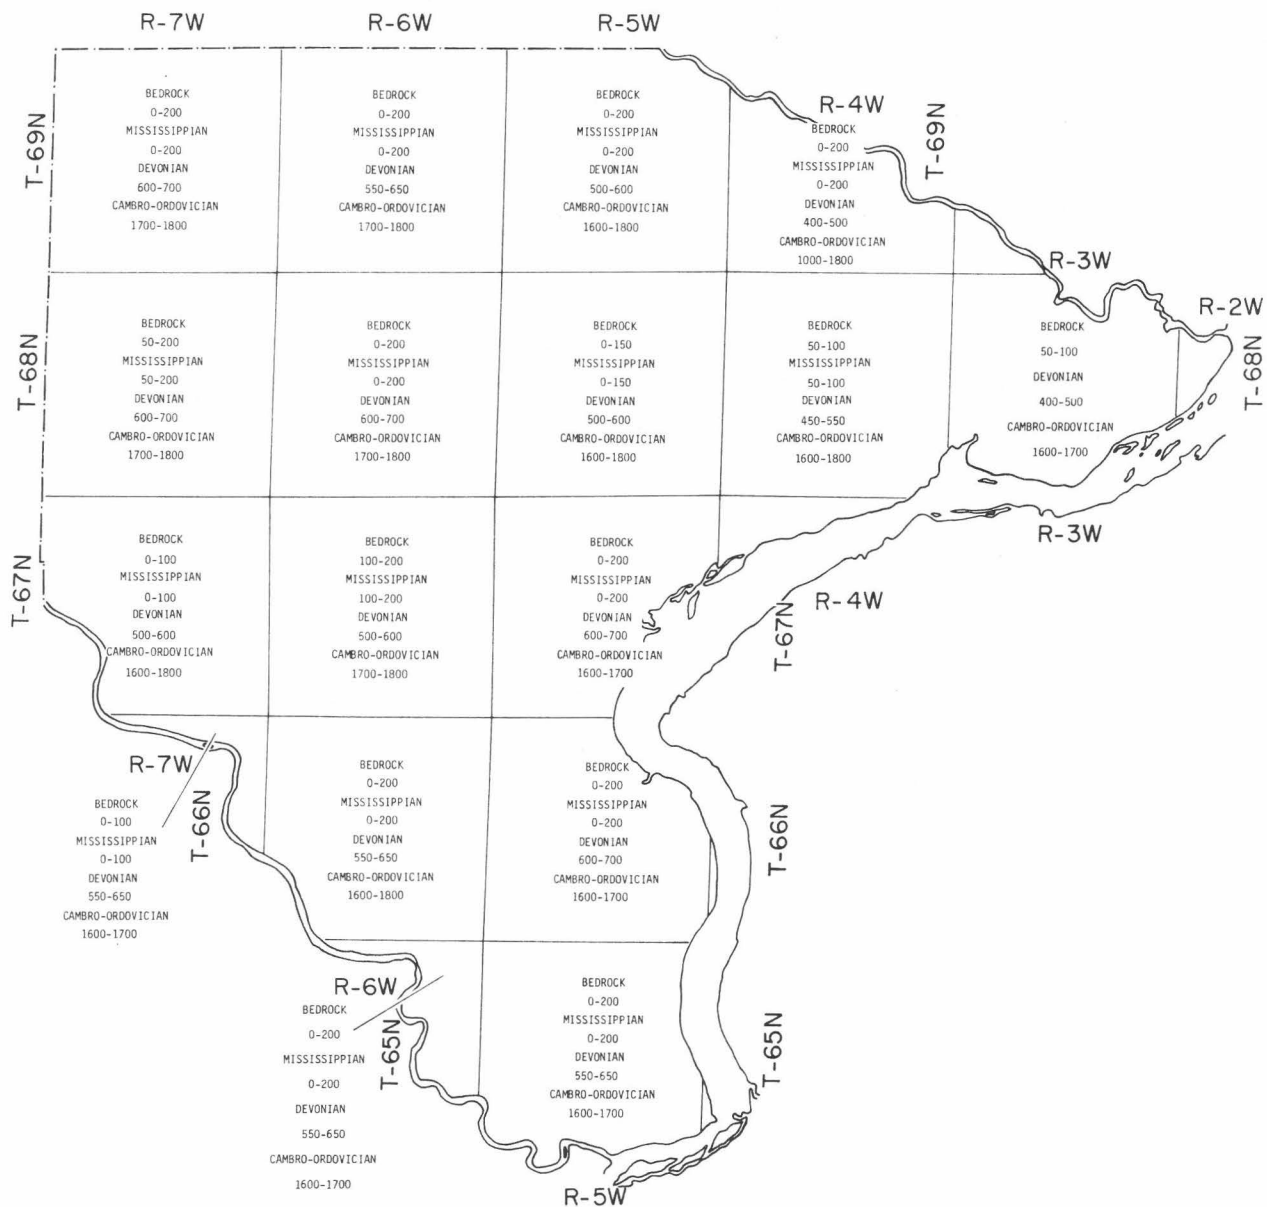 R-7W
R-6W
R-5W
T-69N
BEDROCK
0-200
MISSISSIPPIAN
0-200
DEVONIAN
600-700
CAMBRO-ORDOVICIAN
1700-1800
BEDROCK
0-200
MISSISSIPPIAN
0-200
DEVONIAN
550-650
CAMBRO-ORDOVICIAN
1700-1800
BEDROCK
0-200
MISSISSIPPIAN
0-200
DEVONIAN
500-600
CAMBRO-ORDOVICIAN
1600-1800
R-4W
BEDROCK
0-200
MISSISSIPPIAN
0-200
DEVONIAN
400-500
CAMBRO-ORDOVICIAN
1000-1800
T-69N
R-3W
R-2W
T-68N
BEDROCK
50-200
MISSISSIPPIAN
50-200
DEVONIAN
600-700
CAMBRO-ORDOVICIAN
1700-1800
BEDROCK
0-200
MISSISSIPPIAN
0-200
DEVONIAN
600-700
CAMBRO-ORDOVICIAN
1700-1800
BEDROCK
0-150
MISSISSIPPIAN
0-150
DEVONIAN
500-600
CAMBRO-ORDOVICIAN
1600-1800
BEDROCK
50-100
MISSISSIPPIAN
50-100
DEVONIAN
450-550
CAMBRO-ORDOVICIAN
1600-1800
BEDROCK
50-100
DEVONIAN
400-500
CAMBRO-ORDOVICIAN
1600-1700
T-68N
R-3W
T-67N
BEDROCK
0-100
MISSISSIPPIAN
0-100
DEVONIAN
500-600
CAMBRO-ORDOVICIAN
1600-1800
BEDROCK
100-200
MISSISSIPPIAN
100-200
DEVONIAN
500-600
CAMBRO-ORDOVICIAN
1700-1800
BEDROCK
0-200
MISSISSIPPIAN
0-200
DEVONIAN
600-700
CAMBRO-ORDOVICIAN
1600-1700
R-4W
T-67N
R-7W
T-66N
BEDROCK
0-100
MISSISSIPPIAN
0-100
DEVONIAN
550-650
CAMBRO-ORDOVICIAN
1600-1700
BEDROCK
0-200
MISSISSIPPIAN
0-200
DEVONIAN
550-650
CAMBRO-ORDOVICIAN
1600-1800
BEDROCK
0-200
MISSISSIPPIAN
0-200
DEVONIAN
600-700
CAMBRO-ORDOVICIAN
1600-1700
T-66N
R-6W
T-65N
BEDROCK
0-200
MISSISSIPPIAN
0-200
DEVONIAN
550-650
CAMBRO-ORDOVICIAN
1600-1700
BEDROCK
0-200
MISSISSIPPIAN
0-200
DEVONIAN
550-650
CAMBRO-ORDOVICIAN
1600-1700
T-65N
R-5W